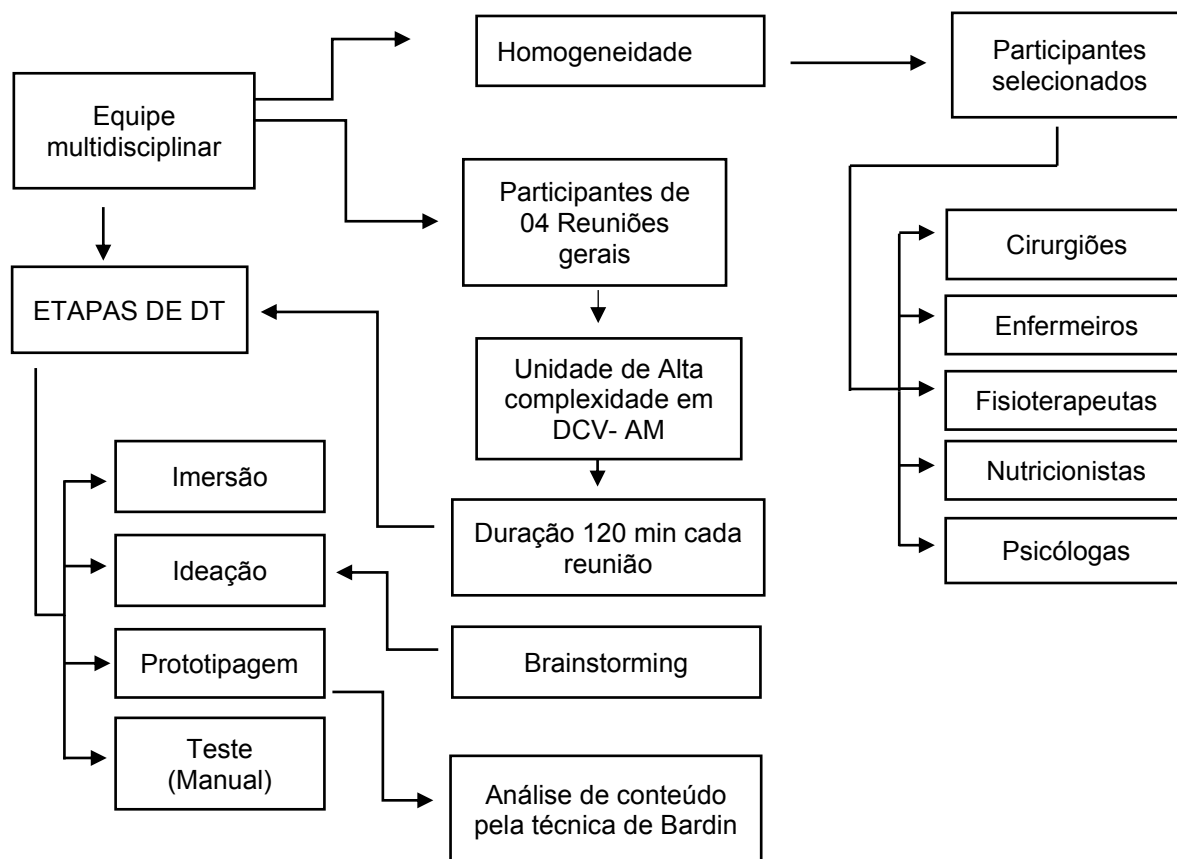 Homogeneidade
Participantes
selecionados
Equipe
multidisciplinar
Participantes de
04 Reuniões
gerais
Cirurgiões
ETAPAS DE DT
Enfermeiros
Unidade de Alta
complexidade em
DCV- AM
Fisioterapeutas
Imersão
Nutricionistas
Duração 120 min cada
reunião
Ideação
Psicólogas
Prototipagem
Brainstorming
Teste
(Manual)
Análise de conteúdo
pela técnica de Bardin